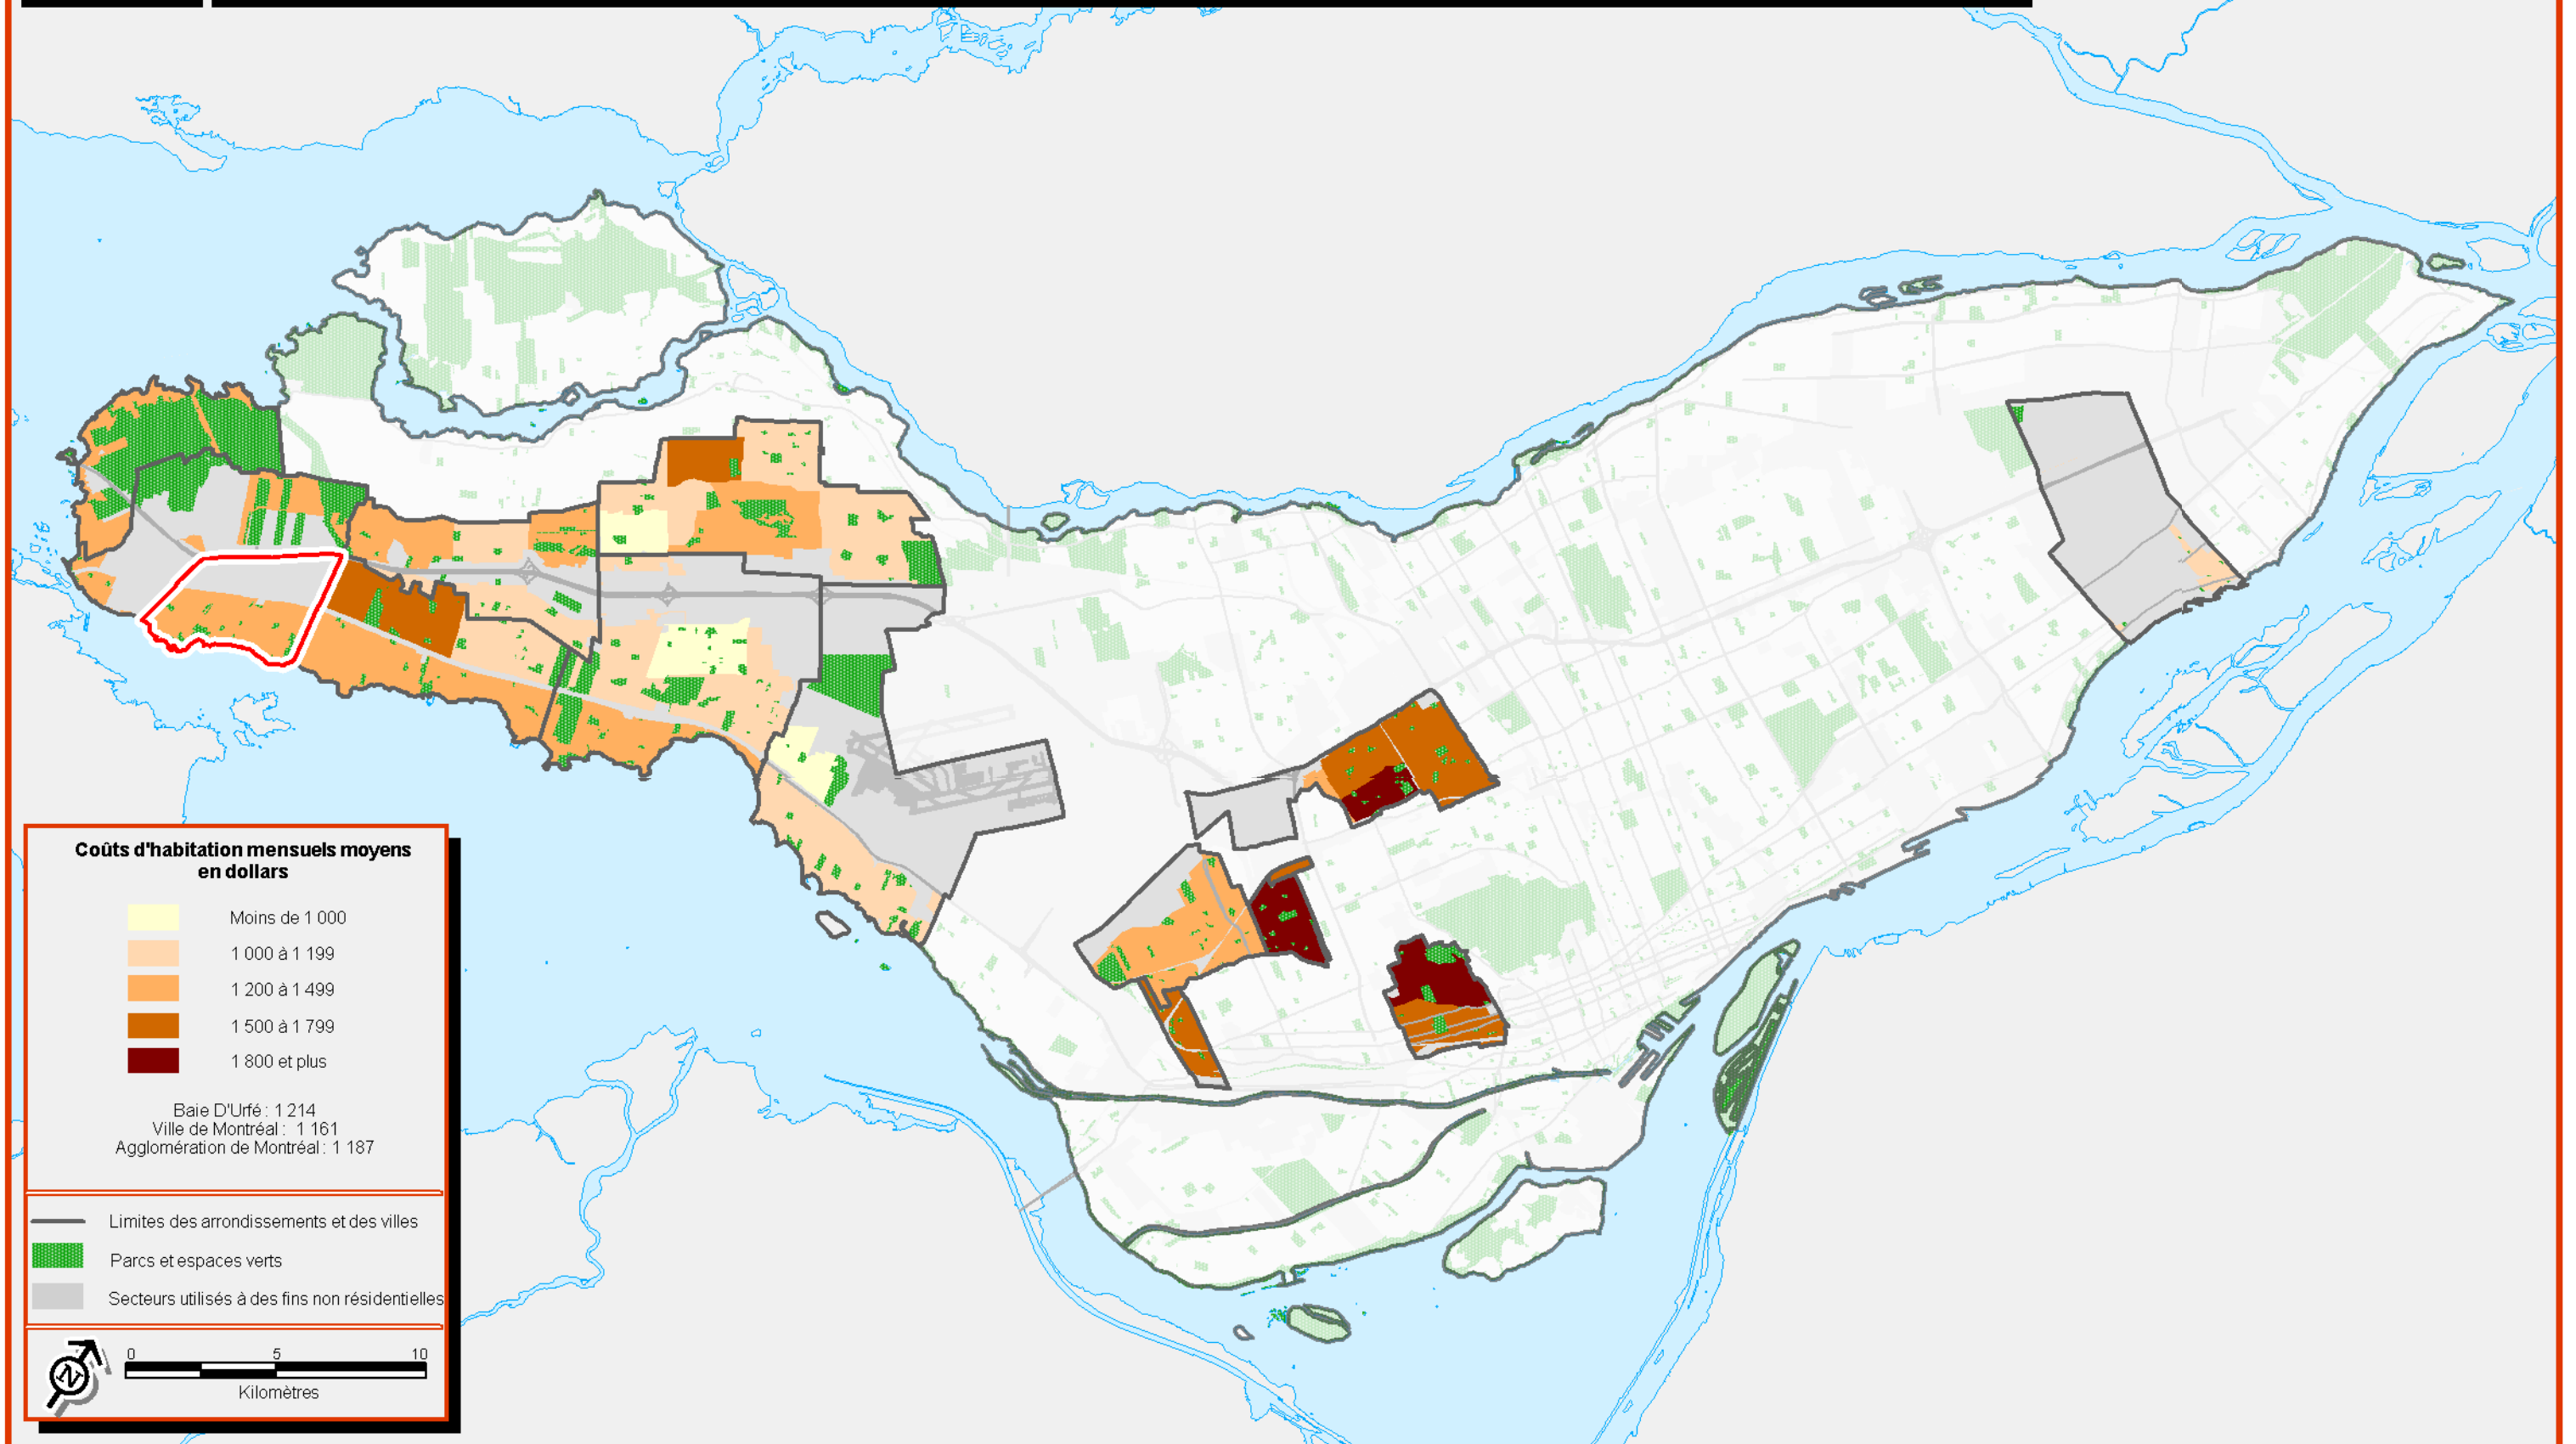 Coûts d'habitation mensuels moyens
en dollars
Moins de 1 000
1 000 à 1 199
1 200 à 1 499
1 500 à 1 799
1 800 et plus
Baie D'Urfé : 1 214
Ville de Montréal : 1 161
Agglomération de Montréal : 1 187
Limites des arrondissements et des villes
Parcs et espaces verts
Secteurs utilisés à des fins non résidentielles
N
0 5 10
Kilomètres